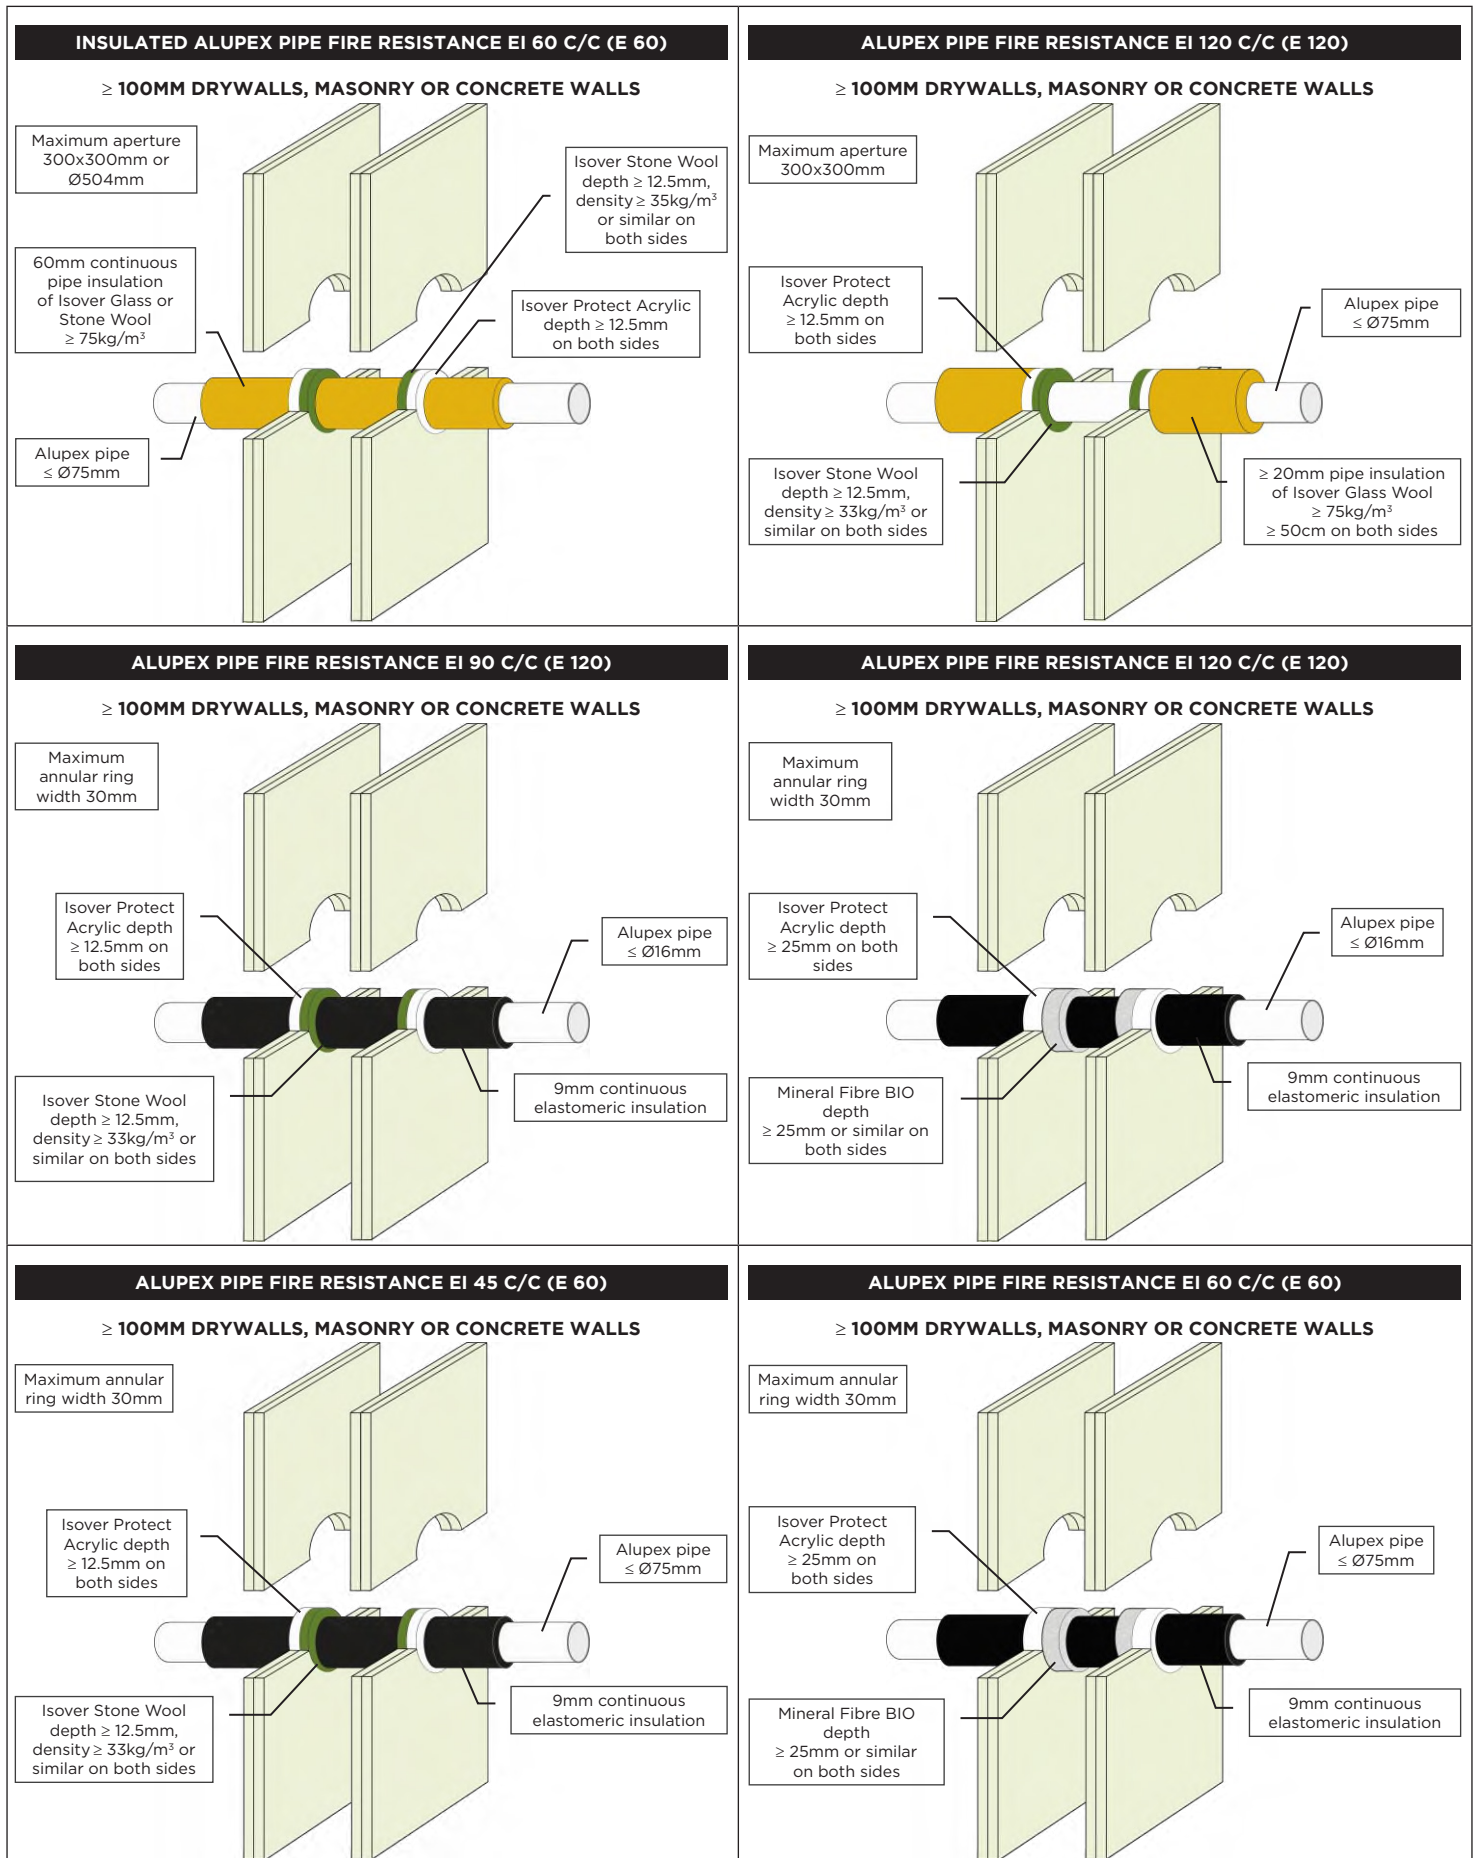 INSULATED ALUPEX PIPE FIRE RESISTANCE EI 60 C/C (E 60)
≥ 100MM DRYWALLS, MASONRY OR CONCRETE WALLS
Maximum aperture
300x300mm or
Ø504mm
Isover Stone Wool
depth ≥ 12.5mm,
density ≥ 35kg/m³
or similar on
both sides
60mm continuous
pipe insulation
of Isover Glass or
Stone Wool
≥ 75kg/m³
Isover Protect Acrylic
depth ≥ 12.5mm
on both sides
Alupex pipe
≤ Ø75mm
ALUPEX PIPE FIRE RESISTANCE EI 120 C/C (E 120)
≥ 100MM DRYWALLS, MASONRY OR CONCRETE WALLS
Maximum aperture
300x300mm
Isover Protect
Acrylic depth
≥ 12.5mm on
both sides
Alupex pipe
≤ Ø75mm
Isover Stone Wool
depth ≥ 12.5mm,
density ≥ 33kg/m³ or
similar on both sides
≥ 20mm pipe insulation
of Isover Glass Wool
≥ 75kg/m³
≥ 50cm on both sides
ALUPEX PIPE FIRE RESISTANCE EI 90 C/C (E 120)
≥ 100MM DRYWALLS, MASONRY OR CONCRETE WALLS
Maximum
annular ring
width 30mm
Isover Protect
Acrylic depth
≥ 12.5mm on
both sides
Alupex pipe
≤ Ø16mm
Isover Stone Wool
depth ≥ 12.5mm,
density ≥ 33kg/m³ or
similar on both sides
9mm continuous
elastomeric insulation
ALUPEX PIPE FIRE RESISTANCE EI 120 C/C (E 120)
≥ 100MM DRYWALLS, MASONRY OR CONCRETE WALLS
Maximum
annular ring
width 30mm
Isover Protect
Acrylic depth
≥ 25mm on both
sides
Alupex pipe
≤ Ø16mm
Mineral Fibre BIO
depth
≥ 25mm or similar on
both sides
9mm continuous
elastomeric insulation
ALUPEX PIPE FIRE RESISTANCE EI 45 C/C (E 60)
≥ 100MM DRYWALLS, MASONRY OR CONCRETE WALLS
Maximum annular
ring width 30mm
Isover Protect
Acrylic depth
≥ 12.5mm on
both sides
Alupex pipe
≤ Ø75mm
Isover Stone Wool
depth ≥ 12.5mm,
density ≥ 33kg/m³ or
similar on both sides
9mm continuous
elastomeric insulation
ALUPEX PIPE FIRE RESISTANCE EI 60 C/C (E 60)
≥ 100MM DRYWALLS, MASONRY OR CONCRETE WALLS
Maximum annular
ring width 30mm
Isover Protect
Acrylic depth
≥ 25mm on
both sides
Alupex pipe
≤ Ø75mm
Mineral Fibre BIO
depth
≥ 25mm or similar
on both sides
9mm continuous
elastomeric insulation